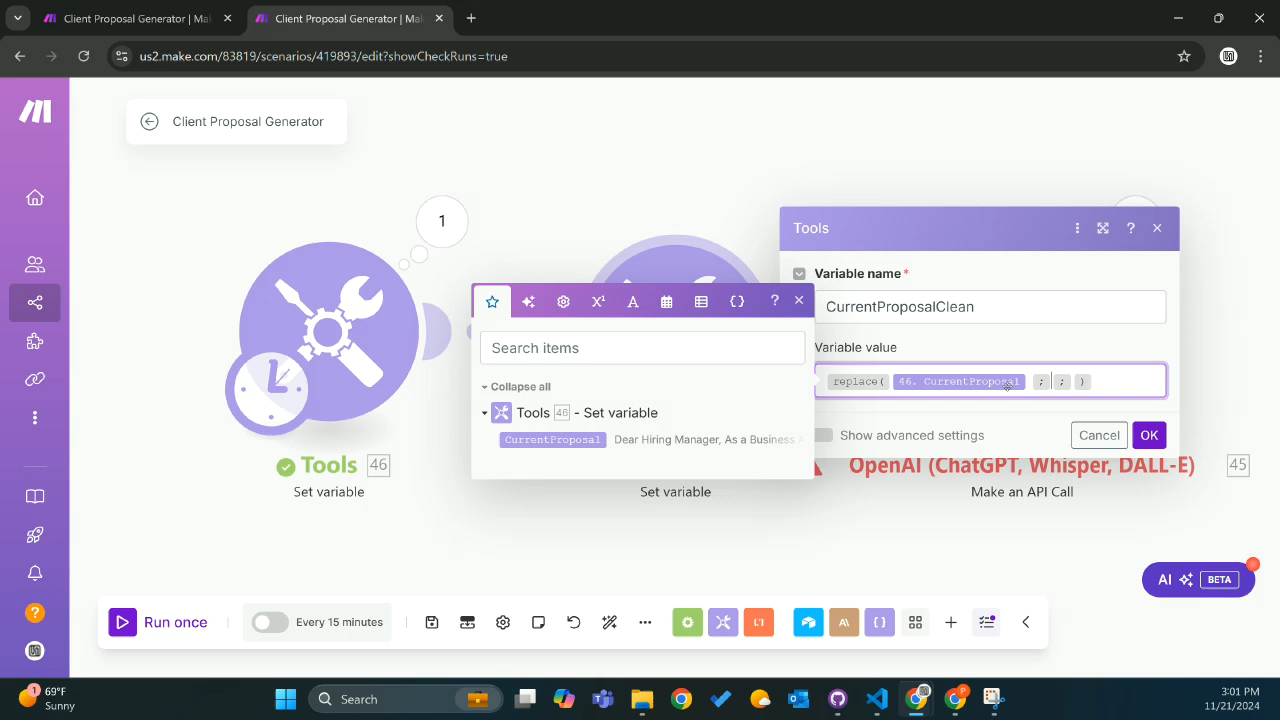 Client Proposal Generator | Ma
Client Proposal Generator | Mak
us2.make.com/83819/scenarios/419893/edit?showCheckRuns=true
Client Proposal Generator
1
Tools
Variable name *
CurrentProposalClean
Search items
Variable value
replace( 46. CurrentProposal ; ; )
Collapse all
Tools 46 - Set variable
CurrentProposal Dear Hiring Manager, As a Business A
Show advanced settings
Cancel
OK
Tools 46
Set variable
Set variable
OpenAI (ChatGPT, Whisper, DALL-E) 45
Make an API Call
AI BETA
Run once
Every 15 minutes
69°F
Sunny
Search
3:01 PM
11/21/2024